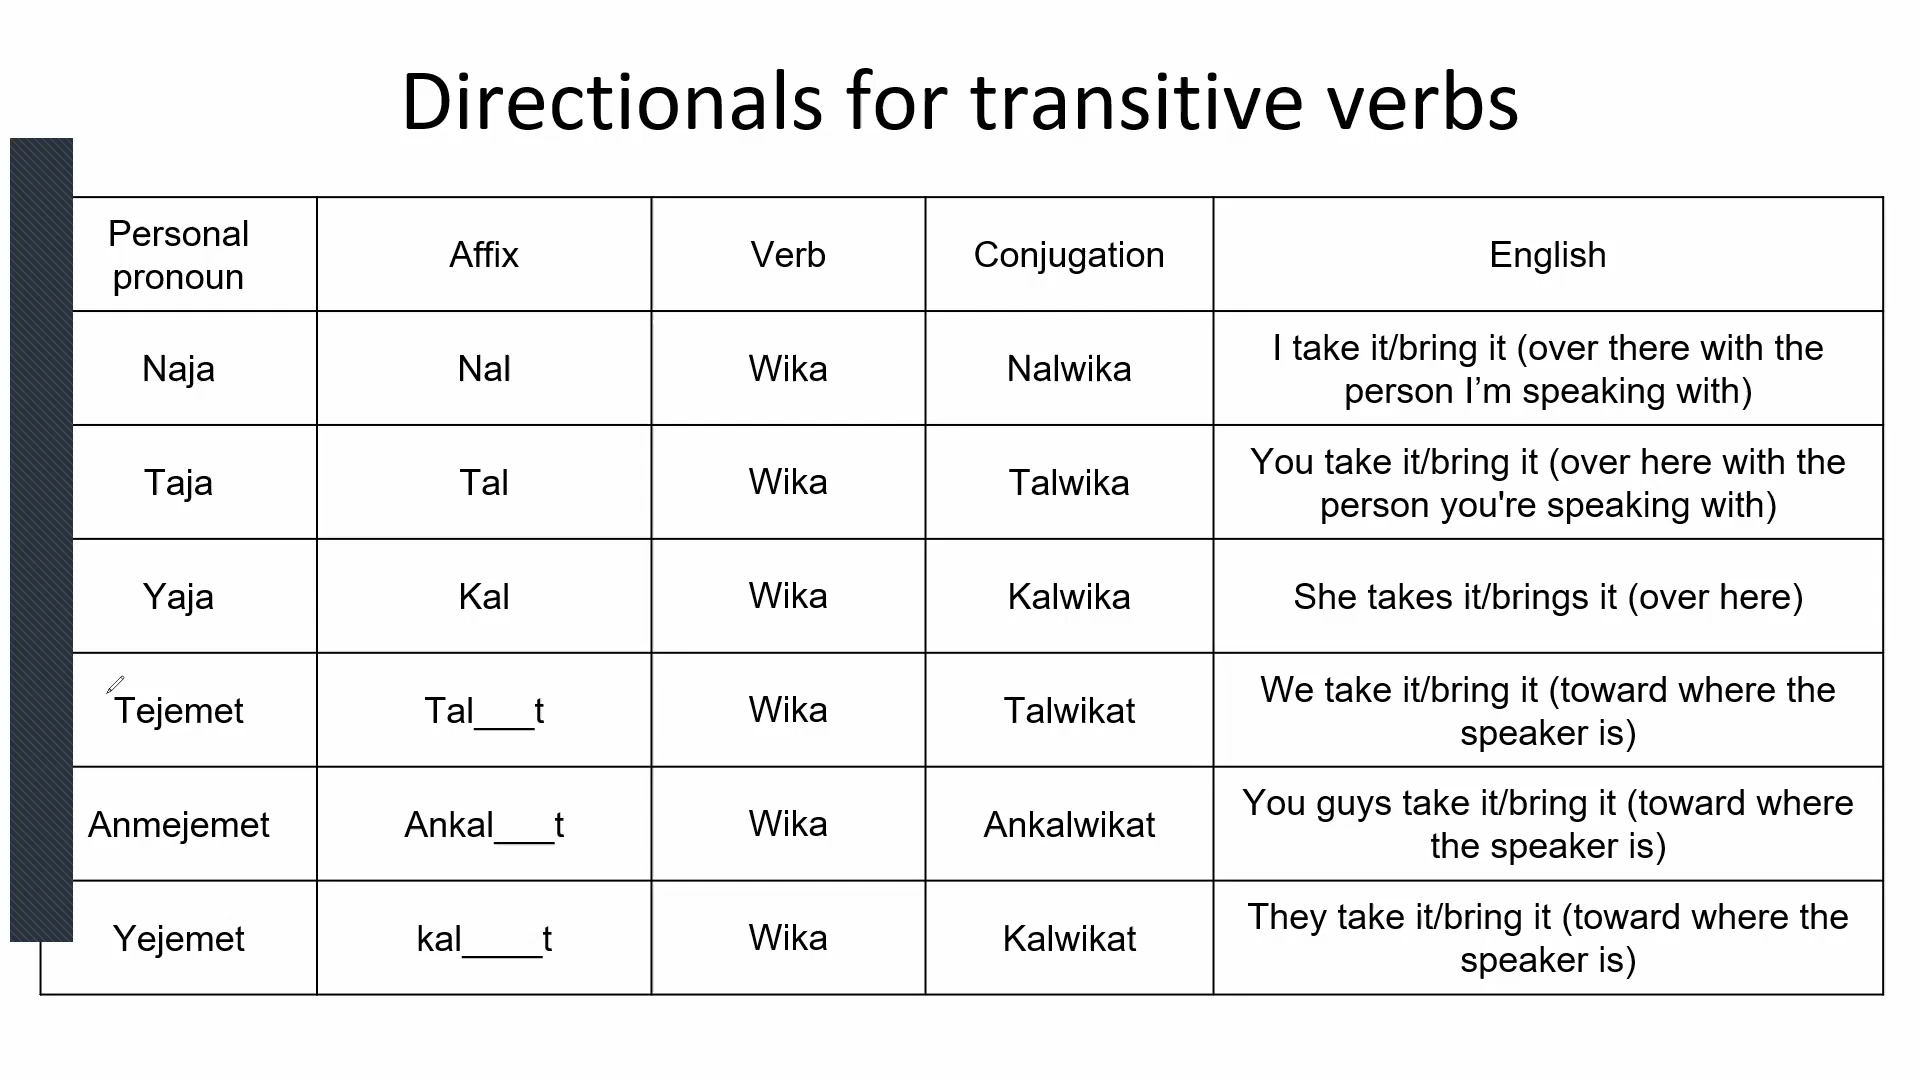 Directionals for transitive verbs
Personal
pronoun
Affix
Verb
Conjugation
English
Naja
Nal
Wika
Nalwika
I take it/bring it (over there with the
person I’m speaking with)
Taja
Tal
Wika
Talwika
You take it/bring it (over here with the
person you're speaking with)
Yaja
Kal
Wika
Kalwika
She takes it/brings it (over here)
Tejemet
Tal___t
Wika
Talwikat
We take it/bring it (toward where the
speaker is)
Anmejemet
Ankal___t
Wika
Ankalwikat
You guys take it/bring it (toward where
the speaker is)
Yejemet
kal____t
Wika
Kalwikat
They take it/bring it (toward where the
speaker is)